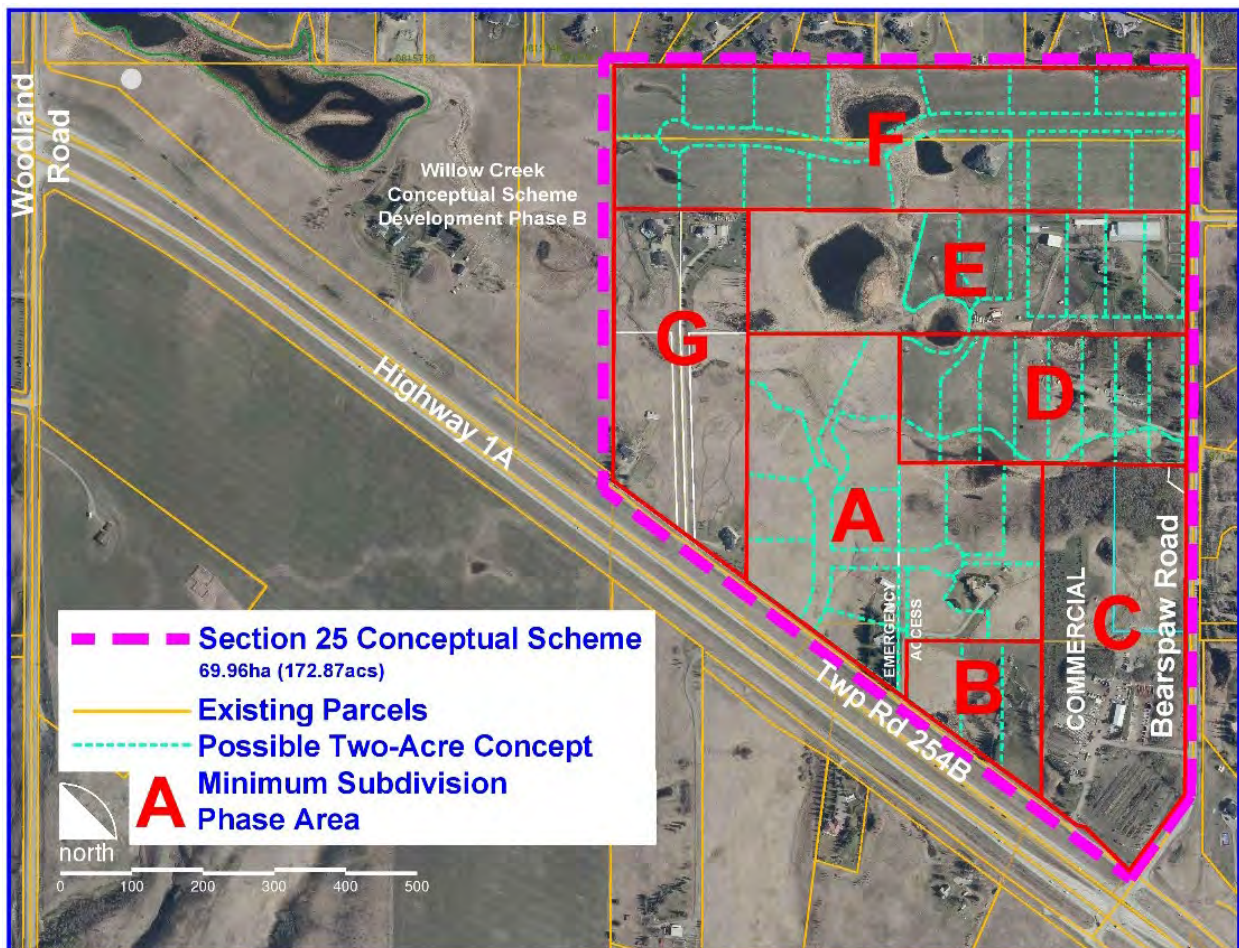 Woodland
Road
Willow Creek
Conceptual Scheme
Development Phase B
F
E
G
D
Highway 1A
A
C
COMMERCIAL
Bearspaw Road
EMERGENCY
ACCESS
B
Twp Rd 254B
Section 25 Conceptual Scheme
69.96ha (172.87acs)
Existing Parcels
Possible Two-Acre Concept
A
Minimum Subdivision
Phase Area
north
0 100 200 300 400 500